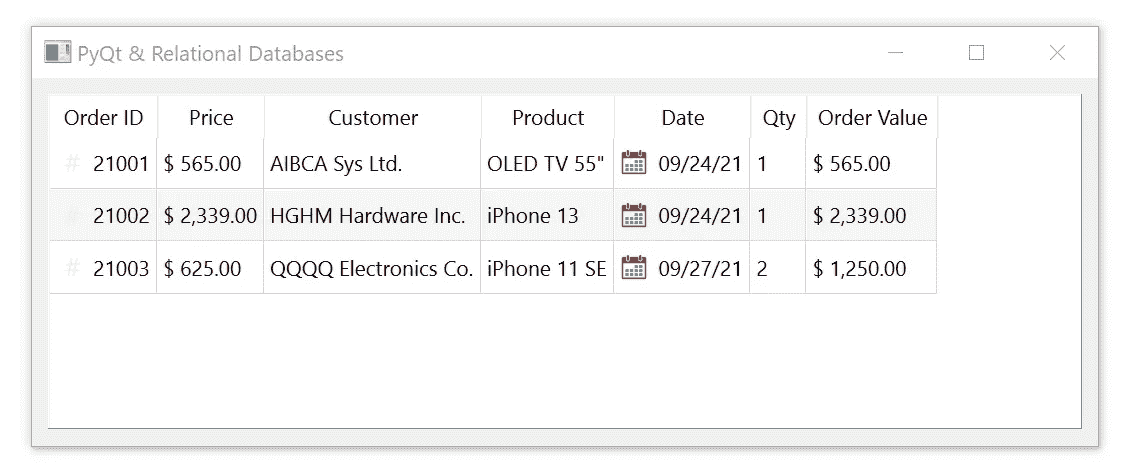 PyQt & Relational Databases
Order ID Price Customer Product Date Qty Order Value
# 21001 $ 565.00 AIBCA Sys Ltd. OLED TV 55" 09/24/21 1 $ 565.00
# 21002 $ 2,339.00 HGHM Hardware Inc. iPhone 13 09/24/21 1 $ 2,339.00
# 21003 $ 625.00 QQQQ Electronics Co. iPhone 11 SE 09/27/21 2 $ 1,250.00